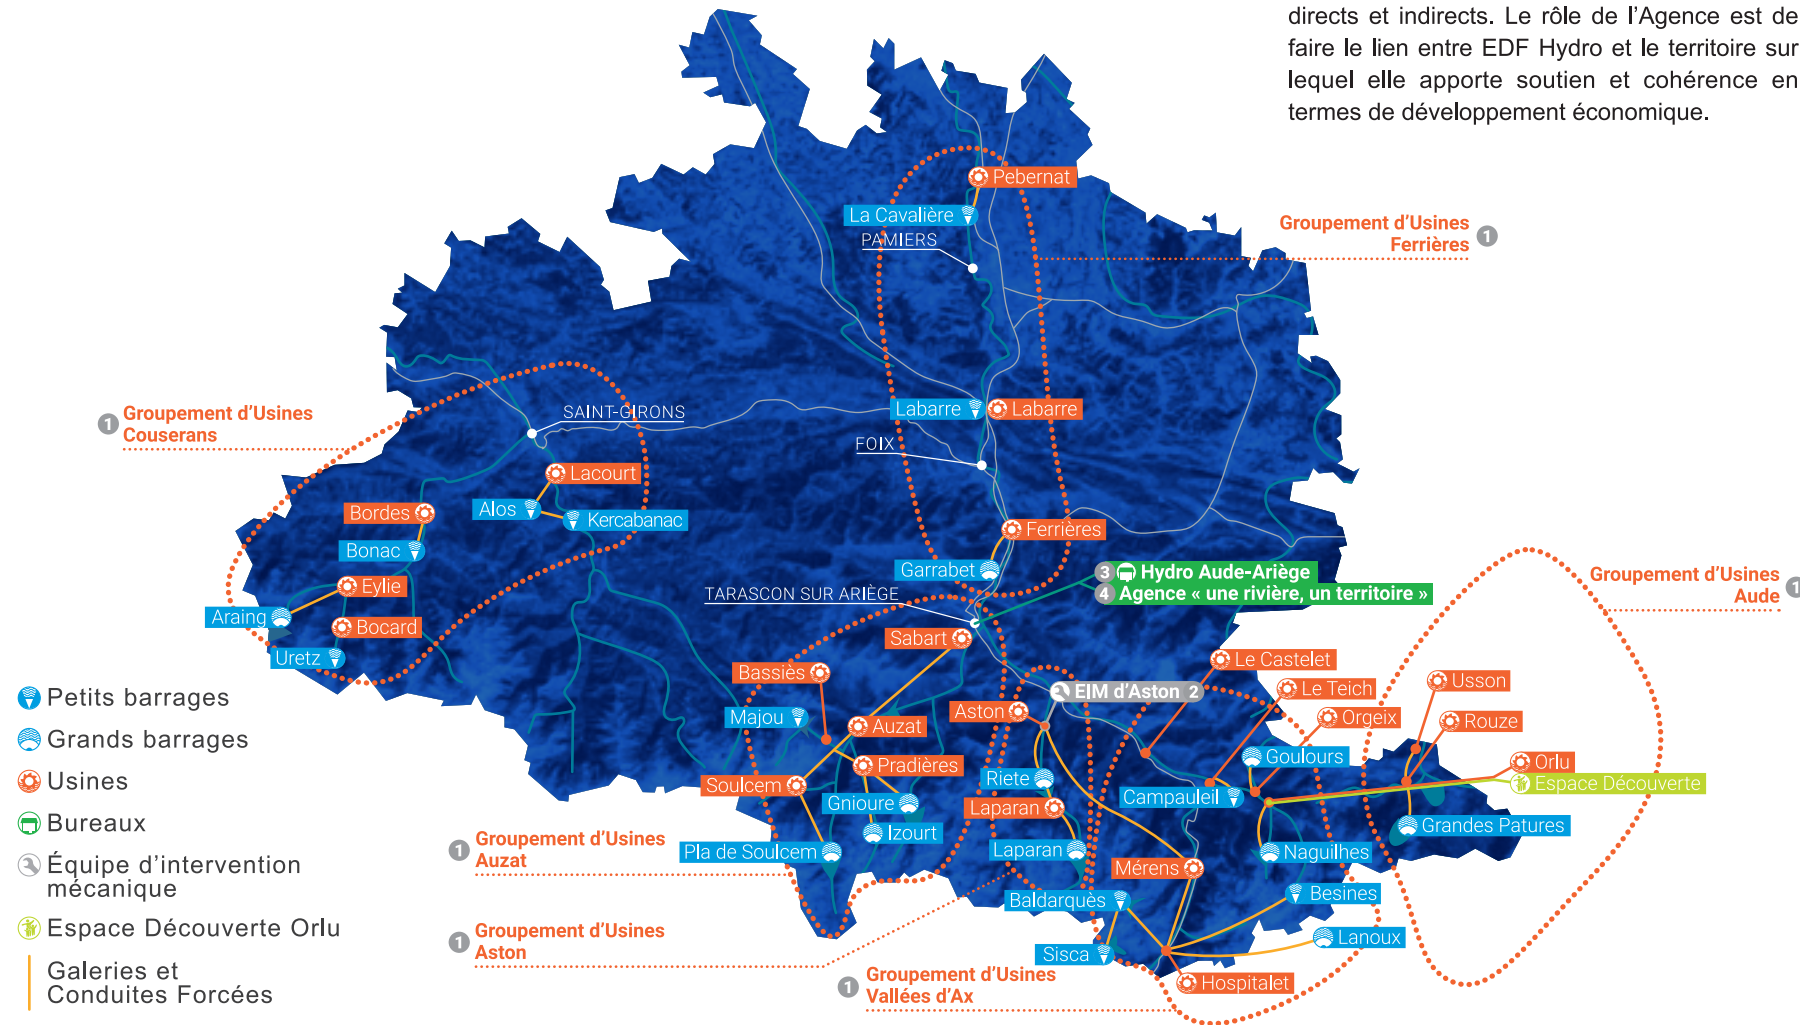 directs et indirects. Le rôle de l’Agence est de
faire le lien entre EDF Hydro et le territoire sur
lequel elle apporte soutien et cohérence en
termes de développement économique.
Pebernat
La Cavalière
PAMIERS
Groupement d’Usines
Ferrières 1
Labarre
Labarre
1 Groupement d’Usines
Couserans
SAINT-GIRONS
FOIX
Lacourt
Alos
Kercabanac
Bordes
Bonac
Ferrières
Garrabet
3 Hydro Aude-Ariège
4 Agence « une rivière, un territoire »
Groupement d’Usines
Aude 1
Eylie
Araing
Bocard
Uretz
TARASCON SUR ARIÈGE
Sabart
Bassiès
Majou
Auzat
Pradières
Soulcem
Gnioure
Izourt
Pla de Soulcem
EIM d’Aston 2
Aston
Riete
Laparan
Laparan
Le Castelet
Le Teich
Orgeix
Goulours
Campauleil
Usson
Rouze
Orlu
Espace Découverte
Grandes Patures
Naguilhes
Mérens
Besines
Baldarquès
Lanoux
Sisca
Hospitalet
1 Groupement d’Usines
Auzat
1 Groupement d’Usines
Aston
1 Groupement d’Usines
Vallées d’Ax
Petits barrages
Grands barrages
Usines
Bureaux
Équipe d’intervention
mécanique
Espace Découverte Orlu
Galeries et
Conduites Forcées